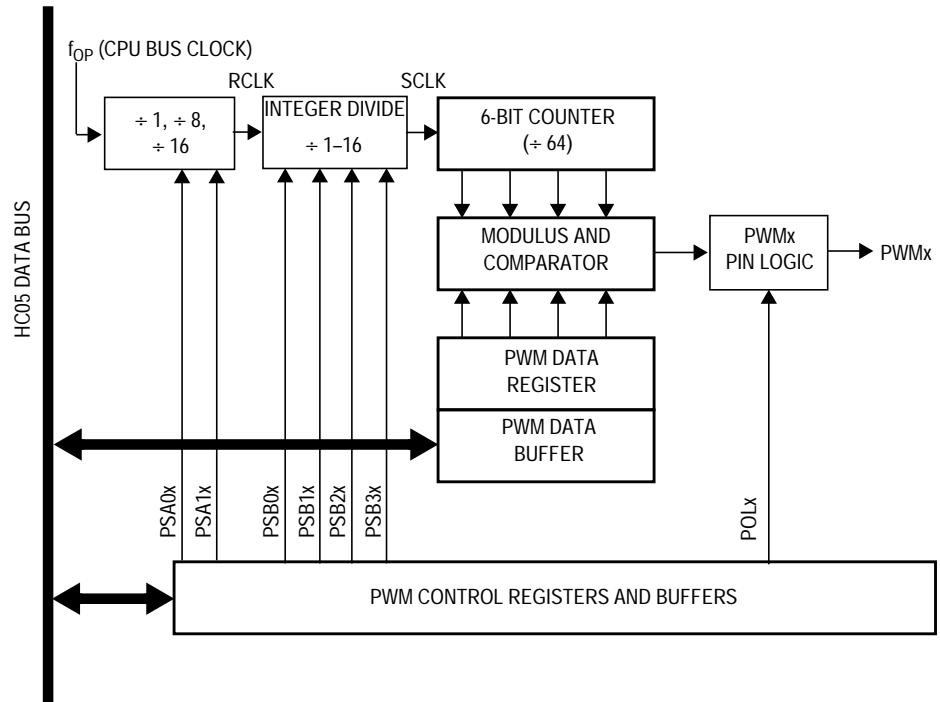 f_OP (CPU BUS CLOCK)
RCLK
SCLK
÷ 1, ÷ 8,
÷ 16
INTEGER DIVIDE
÷ 1–16
6-BIT COUNTER
(÷ 64)
MODULUS AND
COMPARATOR
PWMx
PIN LOGIC
PWMx
HC05 DATA BUS
PWM DATA
REGISTER
PWM DATA
BUFFER
PSA0x
PSA1x
PSB0x
PSB1x
PSB2x
PSB3x
POLx
PWM CONTROL REGISTERS AND BUFFERS